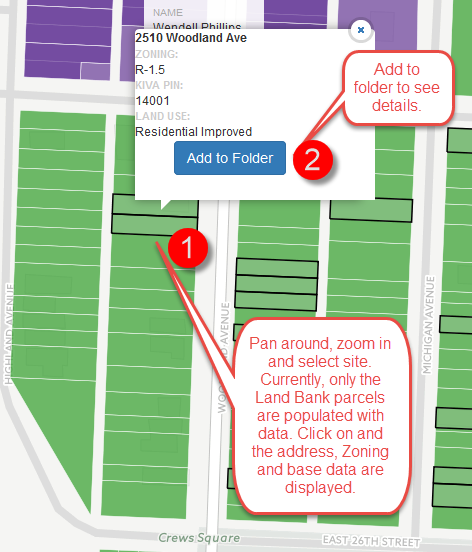 NAME
Wendell Phillips
2510 Woodland Ave
ZONING:
R-1.5
KIVA PIN:
14001
LAND USE:
Residential Improved
Add to Folder
×
Add to
folder to see
details.
2
1
Pan around, zoom in
and select site.
Currently, only the
Land Bank parcels
are populated with
data. Click on and
the address, Zoning
and base data are
displayed.
HIGHLAND AVENUE
AVENUE
MICHIGAN AVENUE
Crews Square
EAST 26TH STREET